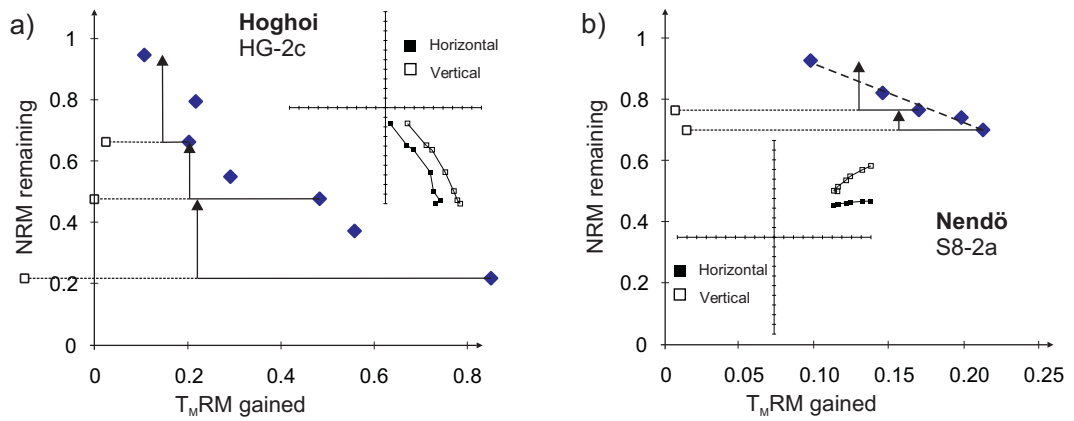 a)
Hoghoi
HG-2c
Horizontal
Vertical
NRM remaining
1
0.8
0.6
0.4
0.2
0
0
0.2
0.4
0.6
0.8
TMRM gained
b)
NRM remaining
1
0.8
0.6
0.4
0.2
0
Nendö
S8-2a
Horizontal
Vertical
0
0.05
0.10
0.15
0.20
0.25
TMRM gained